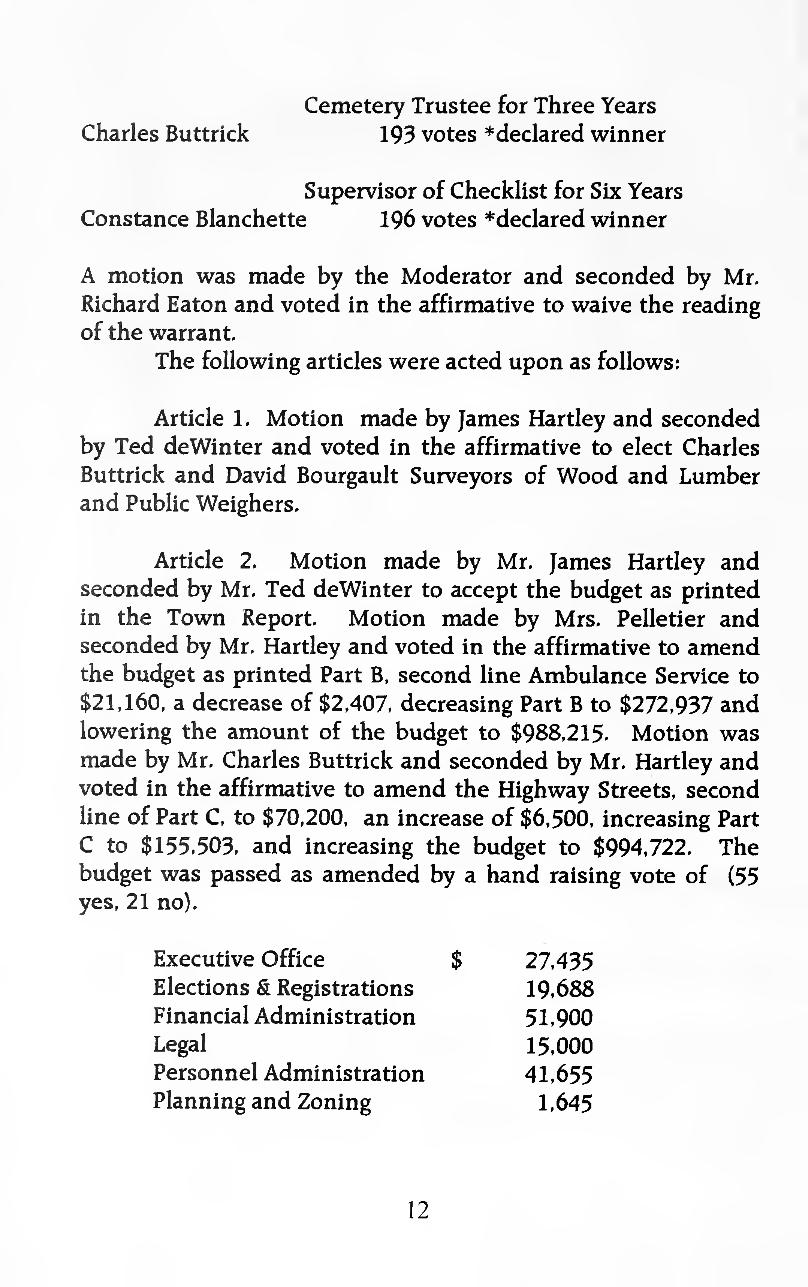 Cemetery Trustee for Three Years
Charles Buttrick 193 votes *declared winner
Supervisor of Checklist for Six Years
Constance Blanchette 196 votes *declared winner
A motion was made by the Moderator and seconded by Mr.
Richard Eaton and voted in the affirmative to waive the reading
of the warrant.
The following articles were acted upon as follows:
Article 1. Motion made by James Hartley and seconded
by Ted deWinter and voted in the affirmative to elect Charles
Buttrick and David Bourgault Surveyors of Wood and Lumber
and Public Weighers.
Article 2. Motion made by Mr. James Hartley and
seconded by Mr. Ted deWinter to accept the budget as printed
in the Town Report. Motion made by Mrs. Pelletier and
seconded by Mr. Hartley and voted in the affirmative to amend
the budget as printed Part B, second line Ambulance Service to
$21,160, a decrease of $2,407, decreasing Part B to $272,937 and
lowering the amount of the budget to $988,215. Motion was
made by Mr. Charles Buttrick and seconded by Mr. Hartley and
voted in the affirmative to amend the Highway Streets, second
line of Part C, to $70,200, an increase of $6,500, increasing Part
C to $155,503, and increasing the budget to $994,722. The
budget was passed as amended by a hand raising vote of (55
yes, 21 no).
Executive Office $ 27,435
Elections & Registrations 19,688
Financial Administration 51,900
Legal 15,000
Personnel Administration 41,655
Planning and Zoning 1,645
12